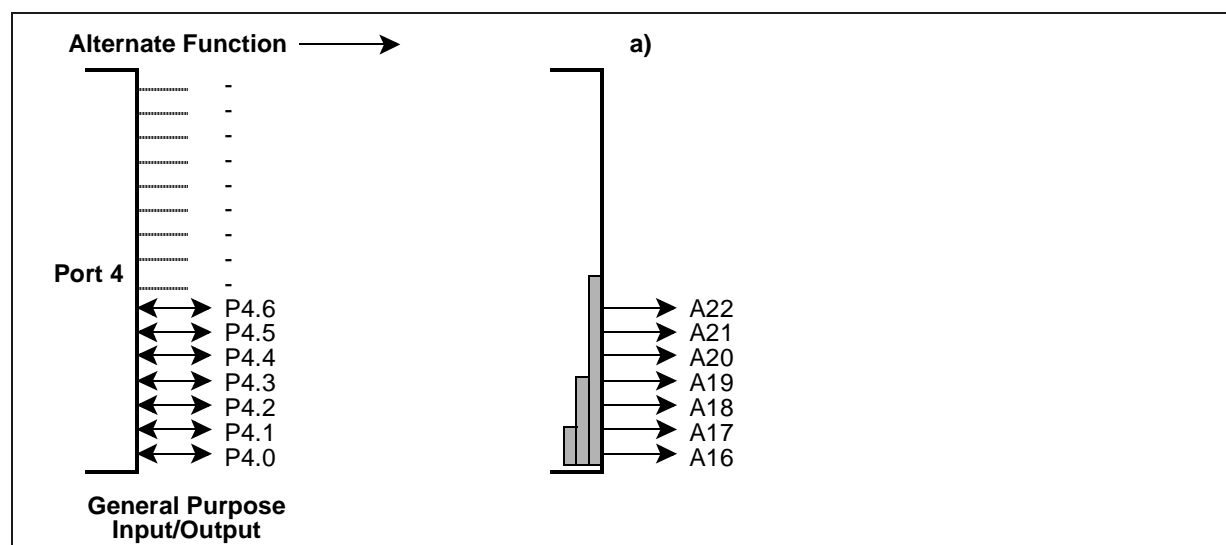 Alternate Function
a)
-
-
-
-
-
-
-
-
-
Port 4
P4.6
P4.5
P4.4
P4.3
P4.2
P4.1
P4.0
A22
A21
A20
A19
A18
A17
A16
General Purpose
Input/Output